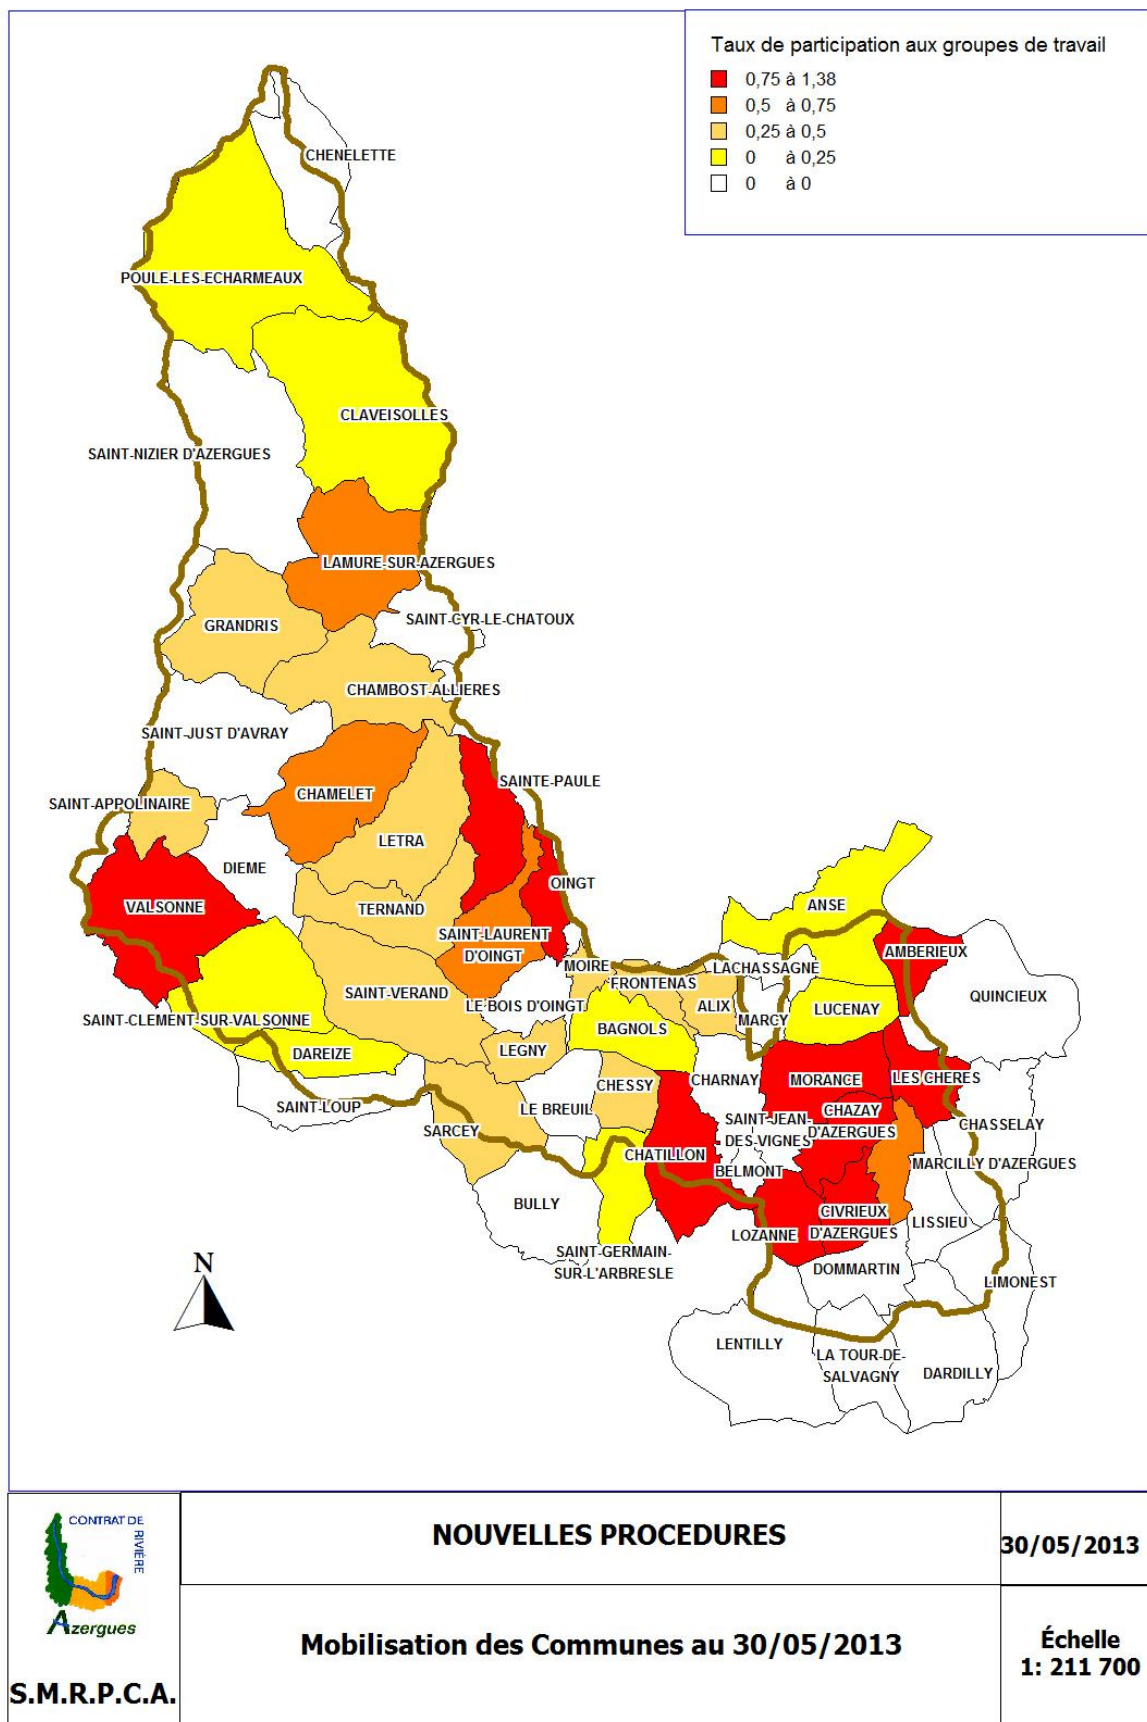 Taux de participation aux groupes de travail
0,75 à 1,38
0,5 à 0,75
0,25 à 0,5
0 à 0,25
0 à 0
CHENELETTE
POULE-LES-ECHARMEAUX
CLAVEISOLLES
SAINT-NIZIER D'AZERGUES
LAMURE-SUR-AZERGUES
SAINT-CYR-LE-CHATOUX
GRANDRIS
CHAMBOST-ALLIERES
SAINT-JUST D'AVRAY
SAINTE-PAULE
CHAMELET
SAINT-APPOLINAIRE
LETRA
DIEME
OINGT
VALSONNE
TERNAND
ANSE
SAINT-LAURENT
D'OINGT
AMBERIEUX
MOIRE
LACHASSAGNE
FRONTENAS
SAINT-VERAND
QUINCIEUX
LE BOIS D'OINGT
ALIX
LUCENAY
MARCY
SAINT-CLEMENT-SUR-VALSONNE
BAGNOLS
DAREIZE
LEGNY
CHESSY
CHARNAY
MORANCE
LES CHERES
SAINT-LOUP
LE BREUIL
CHAZAY
D'AZERGUES
SAINT-JEAN-
DES-VIGNES
CHASSELAY
SARCEY
CHATILLON
MARCILLY D'AZERGUES
BELMONT
BULLY
CIVRIEUX
D'AZERGUES
LISSIEU
LOZANNE
SAINT-GERMAIN-
SUR-L'ARBRESLE
DOMMARTIN
LIMONEST
LENTILLY
LA TOUR-DE-
SALVAGNY
DARDILLY
N
CONTRAT DE
RIVIÈRE
Azergues
S.M.R.P.C.A.
NOUVELLES PROCEDURES
30/05/2013
Mobilisation des Communes au 30/05/2013
Échelle
1: 211 700